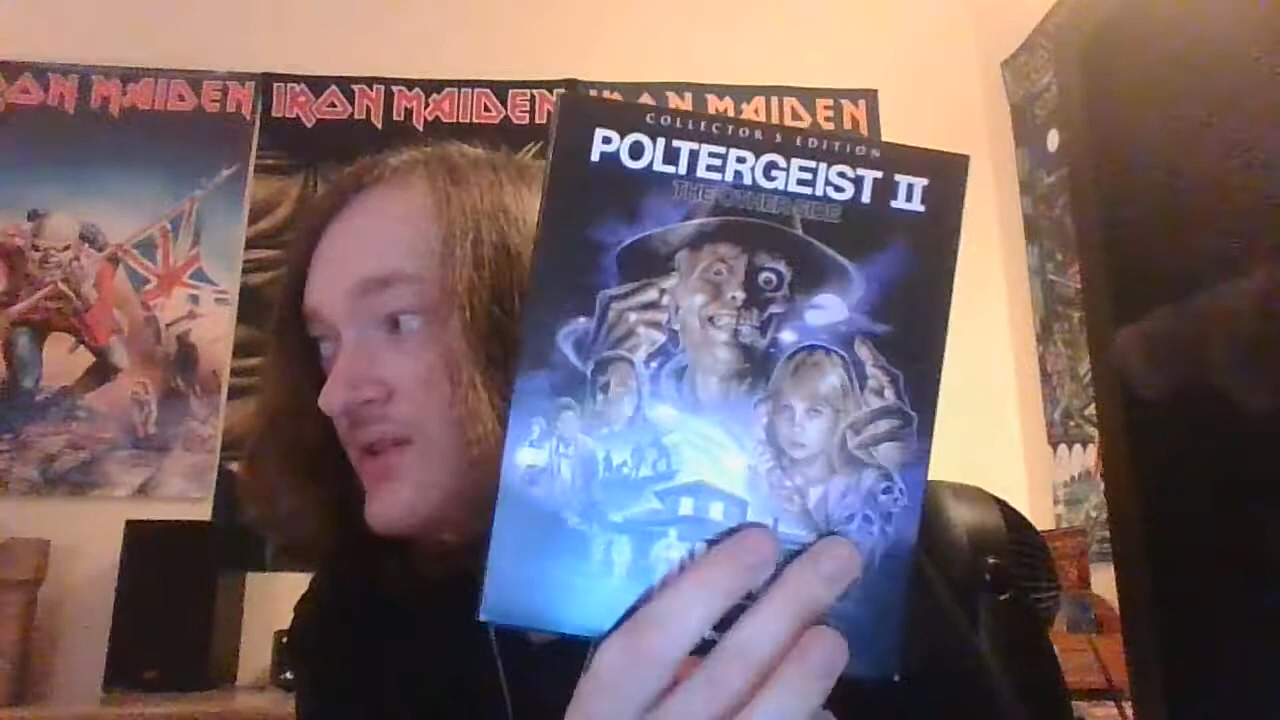 IRON MAIDEN
IRON MAIDEN
IRON MAIDEN
COLLECTOR'S EDITION
POLTERGEIST II
THE OTHER SIDE